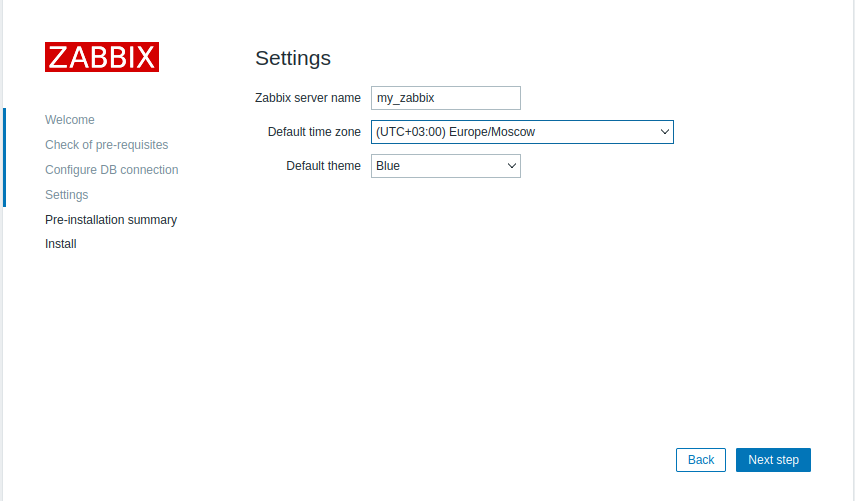 ZABBIX
Welcome
Check of pre-requisites
Configure DB connection
Settings
Pre-installation summary
Install
Settings
Zabbix server name my_zabbix
Default time zone (UTC+03:00) Europe/Moscow
Default theme Blue
Back Next step